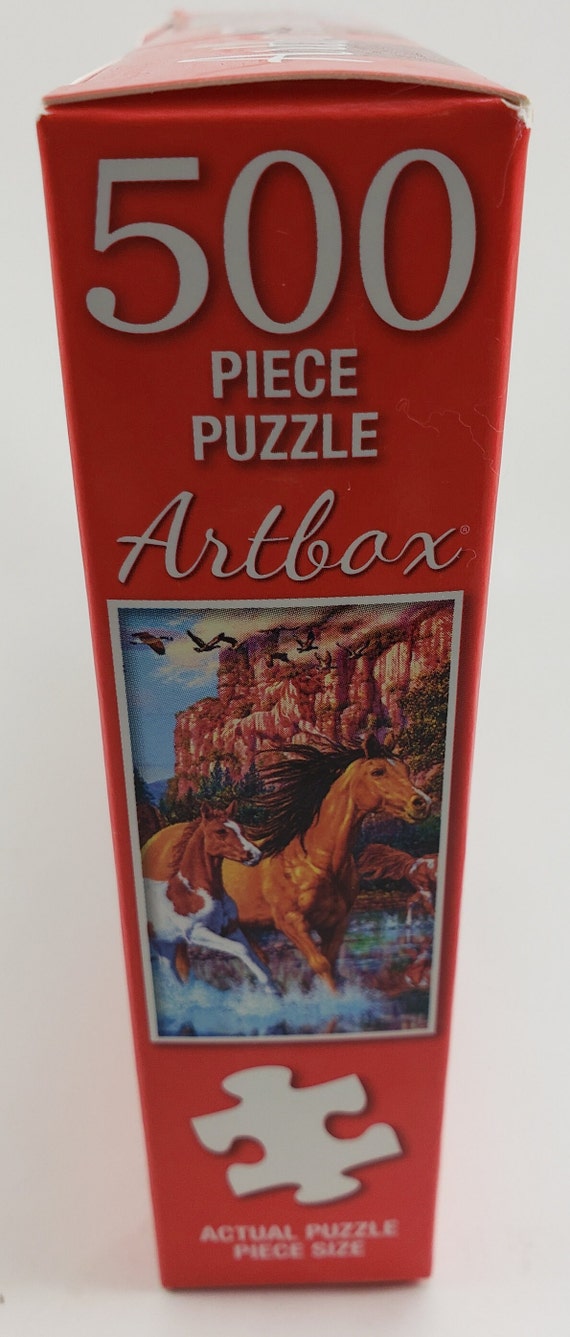 500
PIECE
PUZZLE
Artbox®
ACTUAL PUZZLE
PIECE SIZE